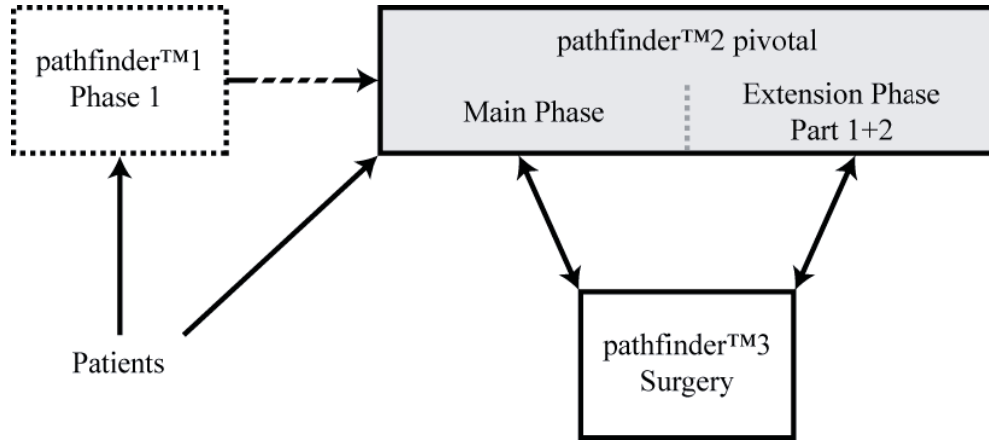 pathfinder™1
Phase 1
pathfinder™2 pivotal
Main Phase
Extension Phase
Part 1+2
Patients
pathfinder™3
Surgery